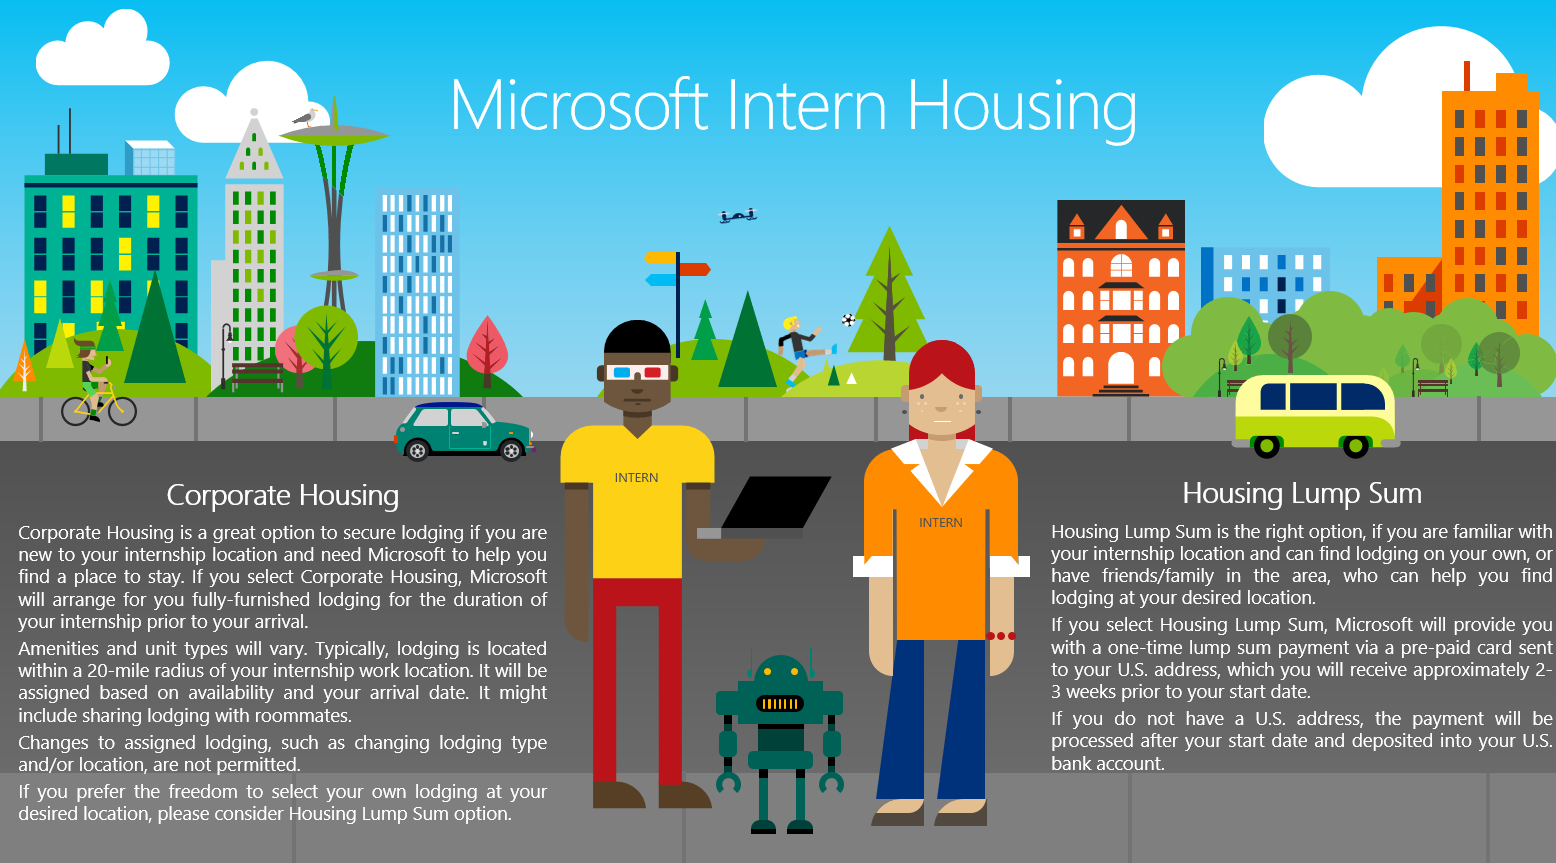 Microsoft Intern Housing
INTERN
INTERN
Corporate Housing
Corporate Housing is a great option to secure lodging if you are
new to your internship location and need Microsoft to help you
find a place to stay. If you select Corporate Housing, Microsoft
will arrange for you fully-furnished lodging for the duration of
your internship prior to your arrival.
Amenities and unit types will vary. Typically, lodging is located
within a 20-mile radius of your internship work location. It will be
assigned based on availability and your arrival date. It might
include sharing lodging with roommates.
Changes to assigned lodging, such as changing lodging type
and/or location, are not permitted.
If you prefer the freedom to select your own lodging at your
desired location, please consider Housing Lump Sum option.
Housing Lump Sum
Housing Lump Sum is the right option, if you are familiar with
your internship location and can find lodging on your own, or
have friends/family in the area, who can help you find
lodging at your desired location.
If you select Housing Lump Sum, Microsoft will provide you
with a one-time lump sum payment via a pre-paid card sent
to your U.S. address, which you will receive approximately 2-
3 weeks prior to your start date.
If you do not have a U.S. address, the payment will be
processed after your start date and deposited into your U.S.
bank account.